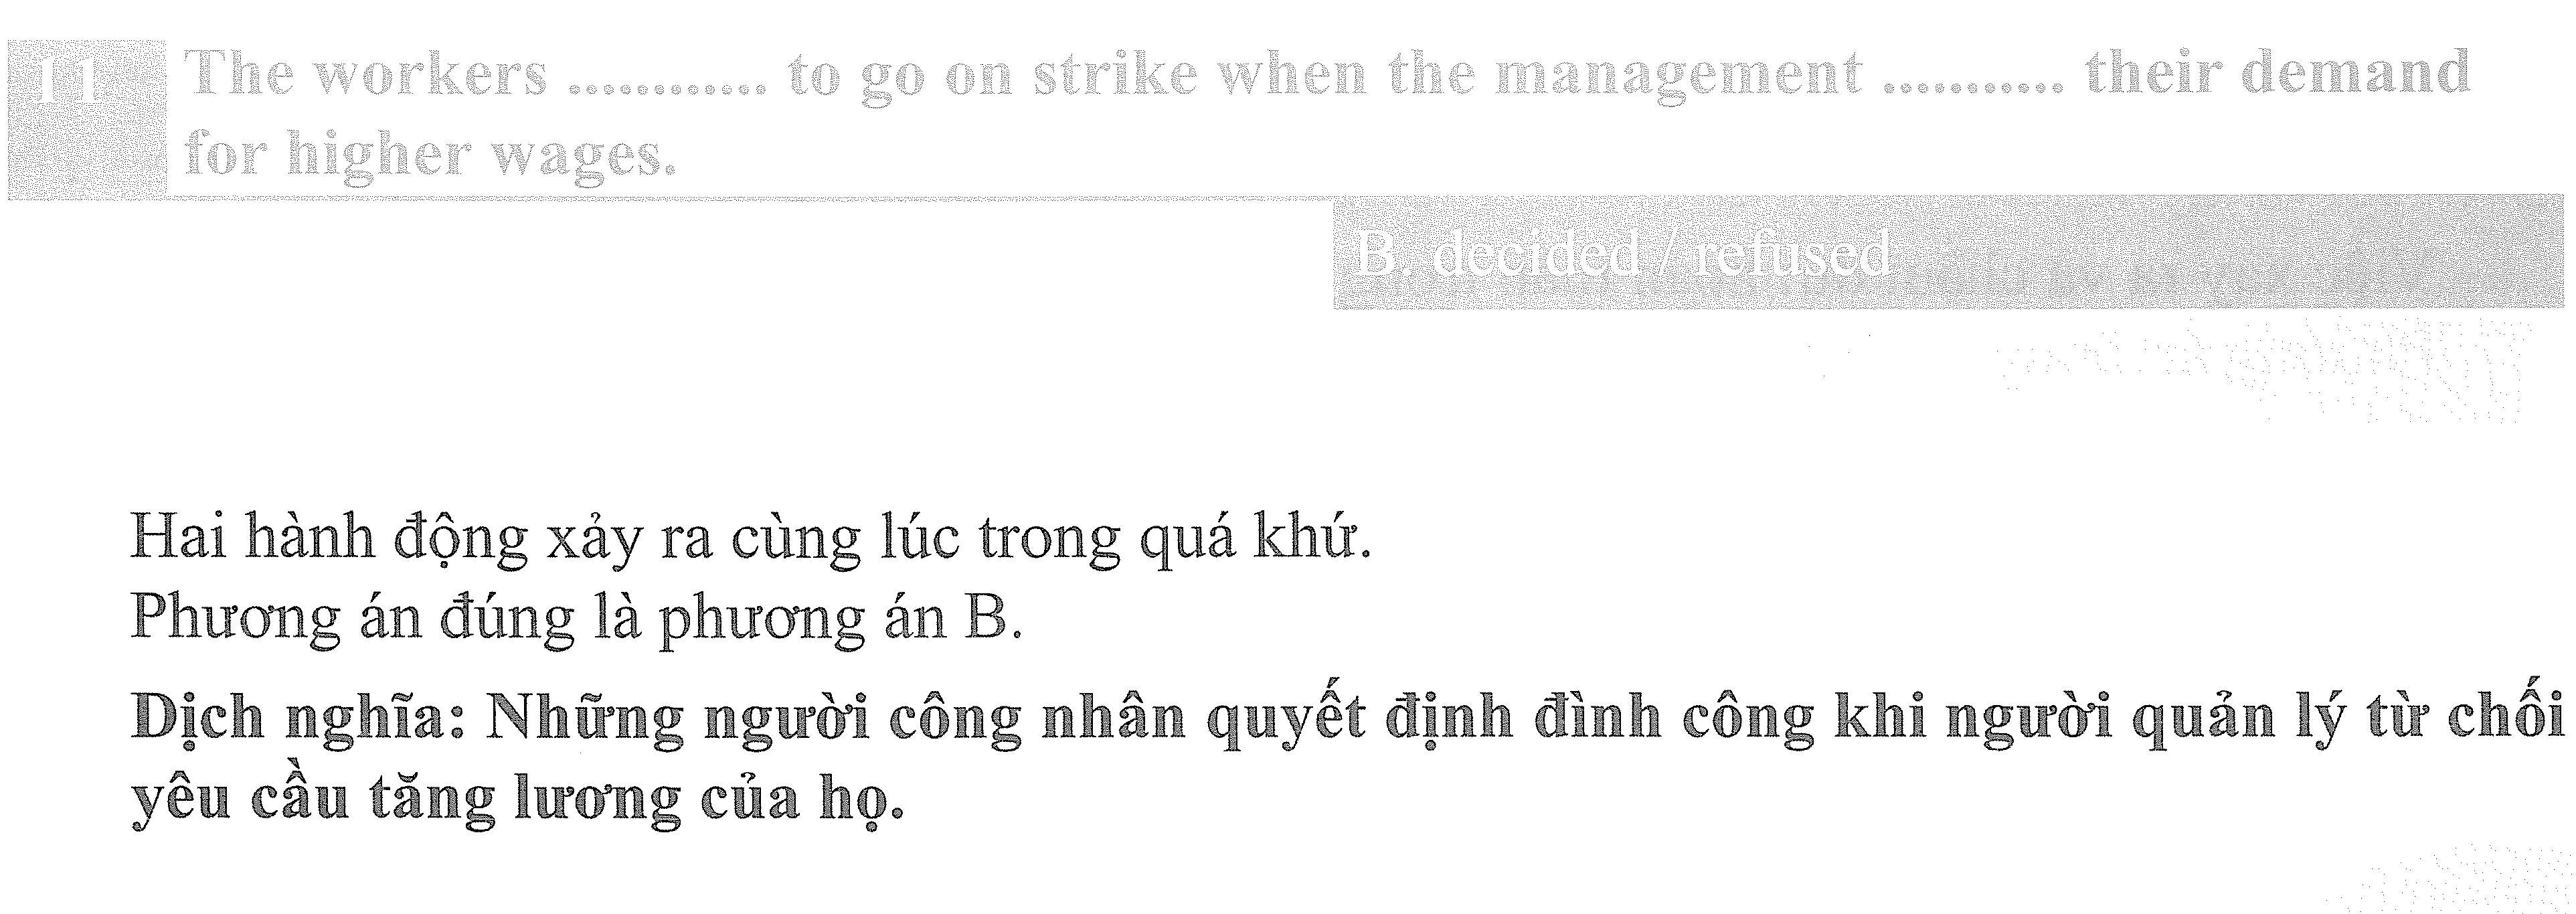 11 The workers ............ to go on strike when the management ........... their demand
for higher wages.
B. decided / refused
Hai hành động xảy ra cùng lúc trong quá khứ.
Phương án đúng là phương án B.
Dịch nghĩa: Những người công nhân quyết định đình công khi người quản lý từ chối
yêu cầu tăng lương của họ.